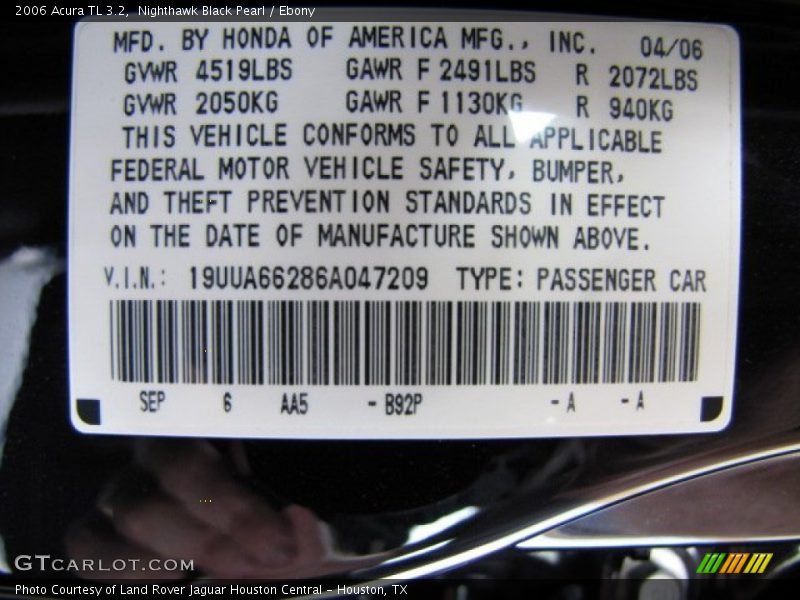 2006 Acura TL 3.2, Nighthawk Black Pearl / Ebony
MFD. BY HONDA OF AMERICA MFG., INC. 04/06
GVWR 4519LBS GAWR F 2491LBS R 2072LBS
GVWR 2050KG GAWR F 1130KG R 940KG
THIS VEHICLE CONFORMS TO ALL APPLICABLE
FEDERAL MOTOR VEHICLE SAFETY, BUMPER,
AND THEFT PREVENTION STANDARDS IN EFFECT
ON THE DATE OF MANUFACTURE SHOWN ABOVE.
V.I.N.: 19UUA66286A047209 TYPE: PASSENGER CAR
SEP 6 AA5 - B92P - A - A
GTCARLOT.COM
Photo Courtesy of Land Rover Jaguar Houston Central - Houston, TX